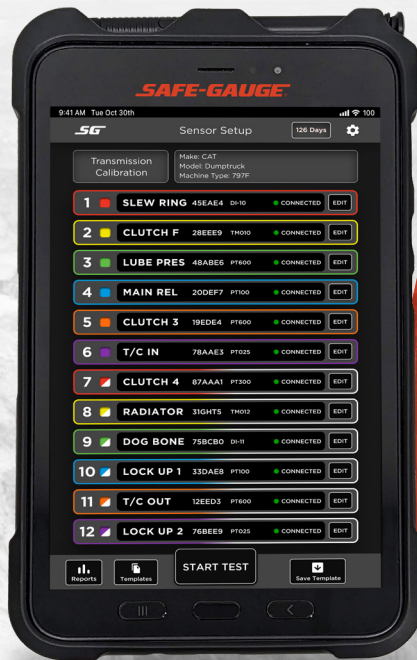 SAFE-GAUGE
9:41 AM Tue Oct 30th 100
SG Sensor Setup 126 Days
Transmission
Calibration
Make: CAT
Model: Dumptruck
Machine Type: 797F
1 SLEW RING 45EAE4 DI-10 CONNECTED EDIT
2 CLUTCH F 28EEE9 TM010 CONNECTED EDIT
3 LUBE PRES 48ABE6 PT600 CONNECTED EDIT
4 MAIN REL 20DEF7 PT100 CONNECTED EDIT
5 CLUTCH 3 19EDE4 PT600 CONNECTED EDIT
6 T/C IN 78AAE3 PT025 CONNECTED EDIT
7 CLUTCH 4 87AAA1 PT300 CONNECTED EDIT
8 RADIATOR 31GHT5 TM012 CONNECTED EDIT
9 DOG BONE 75BCB0 DI-11 CONNECTED EDIT
10 LOCK UP 1 33DAE8 PT100 CONNECTED EDIT
11 T/C OUT 12EED3 PT600 CONNECTED EDIT
12 LOCK UP 2 76BEE9 PT025 CONNECTED EDIT
Reports Templates START TEST Save Template